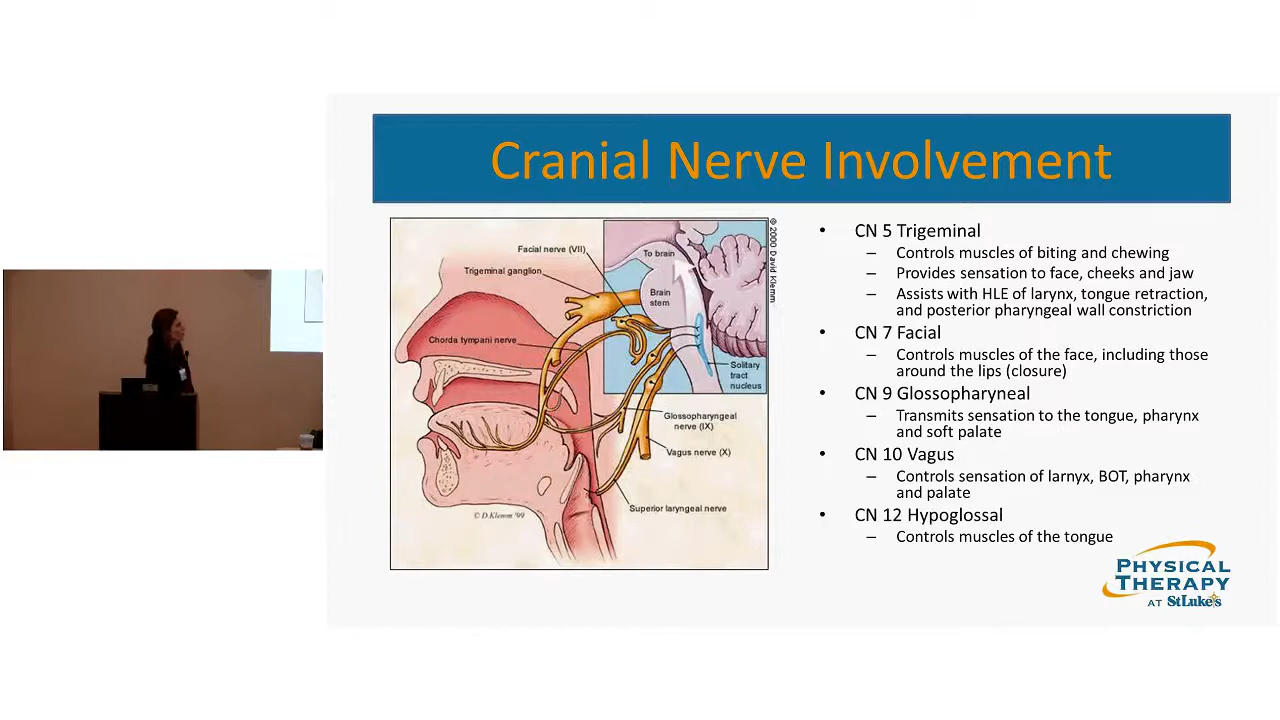 Cranial Nerve Involvement
Facial nerve (VII)
Trigeminal ganglion
Chorda tympani nerve
To brain
Brain
stem
Solitary
tract
nucleus
Glossopharyngeal
nerve (IX)
Vagus nerve (X)
Superior laryngeal nerve
© D.Klemm '99
© 2000 David Klemm
• CN 5 Trigeminal
– Controls muscles of biting and chewing
– Provides sensation to face, cheeks and jaw
– Assists with HLE of larynx, tongue retraction,
and posterior pharyngeal wall constriction
• CN 7 Facial
– Controls muscles of the face, including those
around the lips (closure)
• CN 9 Glossopharyneal
– Transmits sensation to the tongue, pharynx
and soft palate
• CN 10 Vagus
– Controls sensation of larnyx, BOT, pharynx
and palate
• CN 12 Hypoglossal
– Controls muscles of the tongue
PHYSICAL
THERAPY
AT StLuke's